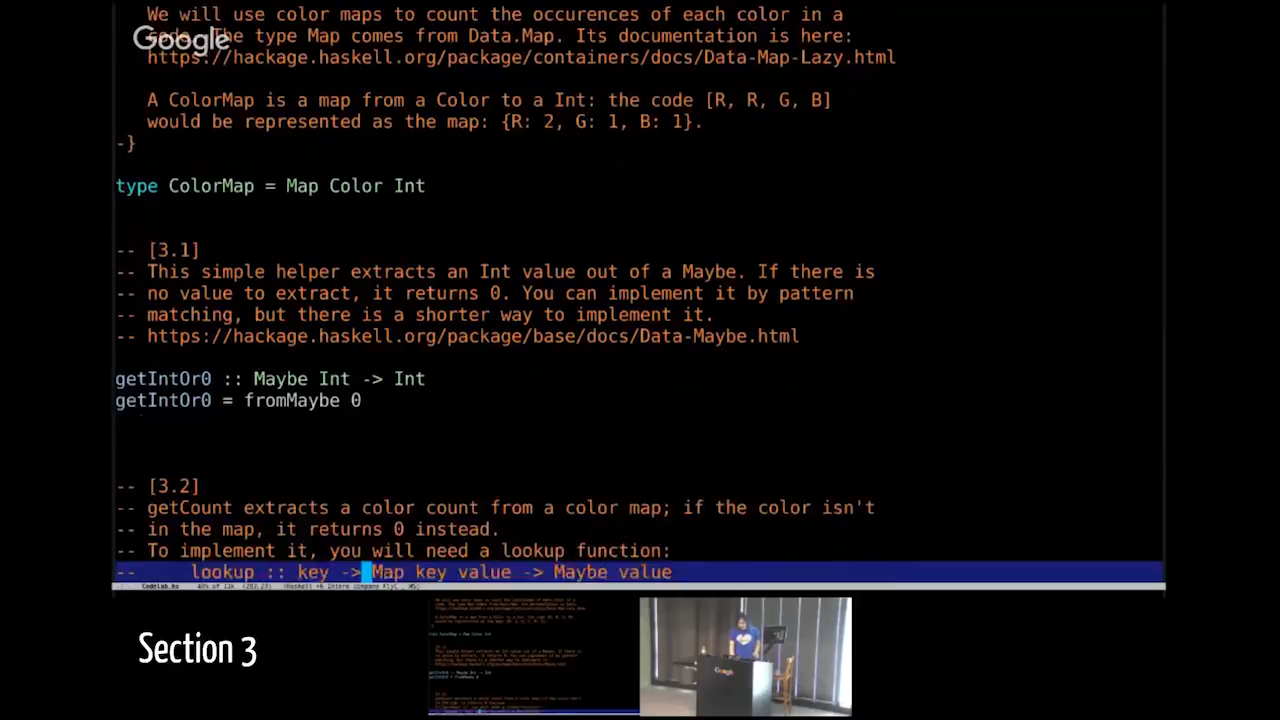 We will use color maps to count the occurences of each color in a
code. The type Map comes from Data.Map. Its documentation is here:
Google
https://hackage.haskell.org/package/containers/docs/Data-Map-Lazy.html
A ColorMap is a map from a Color to a Int: the code [R, R, G, B]
would be represented as the map: {R: 2, G: 1, B: 1}.
-}
type ColorMap = Map Color Int
-- [3.1]
-- This simple helper extracts an Int value out of a Maybe. If there is
-- no value to extract, it returns 0. You can implement it by pattern
-- matching, but there is a shorter way to implement it.
-- https://hackage.haskell.org/package/base/docs/Data-Maybe.html
getIntOr0 :: Maybe Int -> Int
getIntOr0 = fromMaybe 0
-- [3.2]
-- getCount extracts a color count from a color map; if the color isn't
-- in the map, it returns 0 instead.
-- To implement it, you will need a lookup function:
-- lookup :: key -> Map key value -> Maybe value
Codelab.hs
Section 3
Google